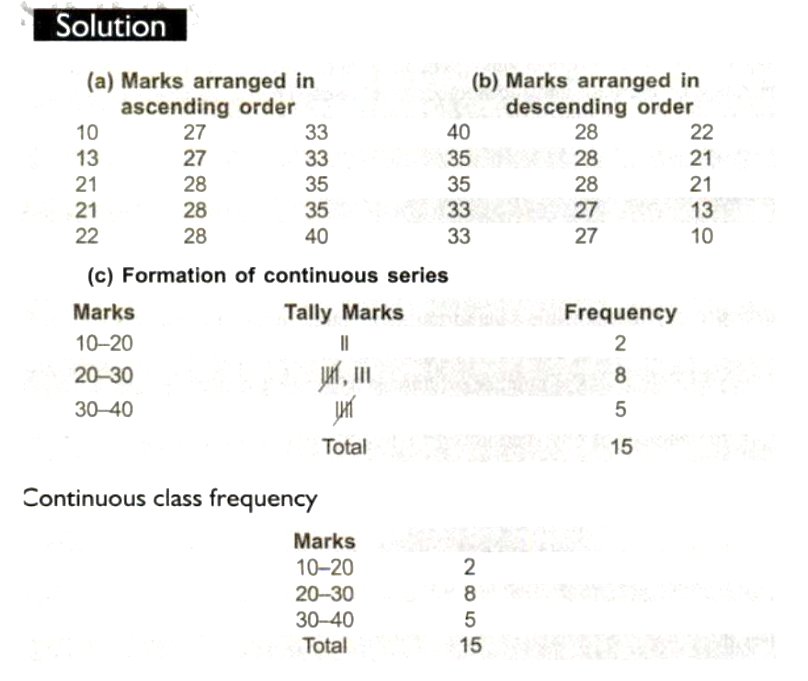 Solution
(a) Marks arranged in ascending order
(b) Marks arranged in descending order
10 27 33 40 28 22
13 27 33 35 28 21
21 28 35 35 28 21
21 28 35 33 27 13
22 28 40 33 27 10
(c) Formation of continuous series
Marks Tally Marks Frequency
10–20 || 2
20–30 卌, III 8
30–40 卌 5
Total 15
Continuous class frequency
Marks
10–20 2
20–30 8
30–40 5
Total 15